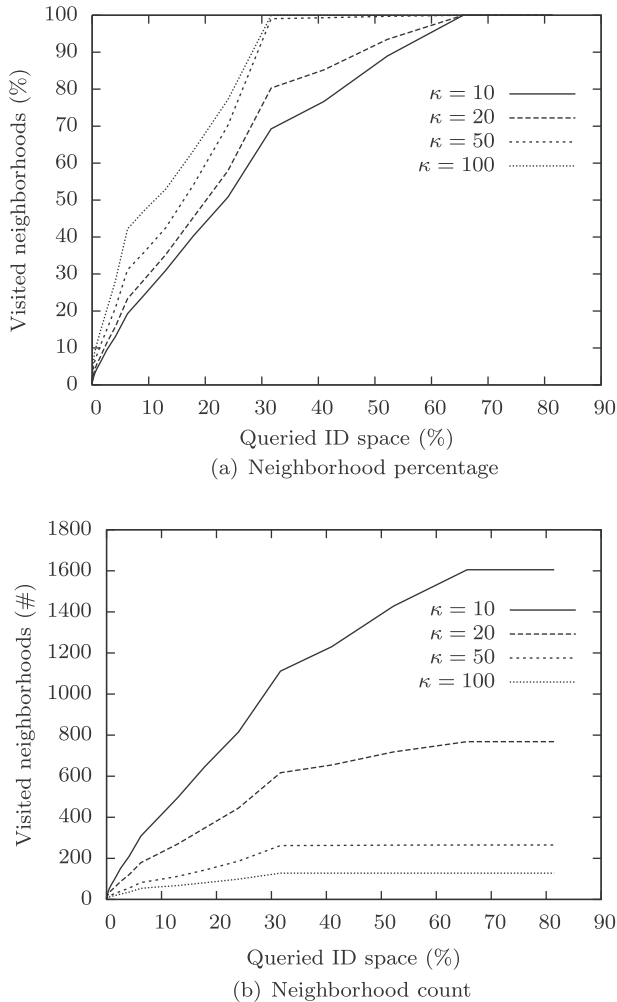 100
90
80
70
60
50
40
30
20
10
0
Visited neighborhoods (%)
κ = 10
κ = 20
κ = 50
κ = 100
0 10 20 30 40 50 60 70 80 90
Queried ID space (%)
(a) Neighborhood percentage
1800
1600
1400
1200
1000
800
600
400
200
0
Visited neighborhoods (#)
κ = 10
κ = 20
κ = 50
κ = 100
0 10 20 30 40 50 60 70 80 90
Queried ID space (%)
(b) Neighborhood count